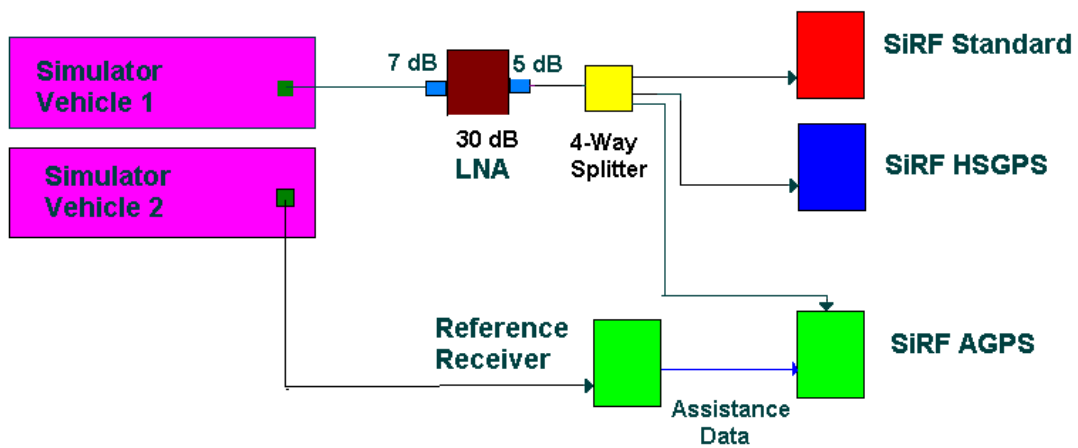 Simulator
Vehicle 1
7 dB
5 dB
30 dB
LNA
4-Way
Splitter
SiRF Standard
SiRF HSGPS
Simulator
Vehicle 2
Reference
Receiver
SiRF AGPS
Assistance
Data